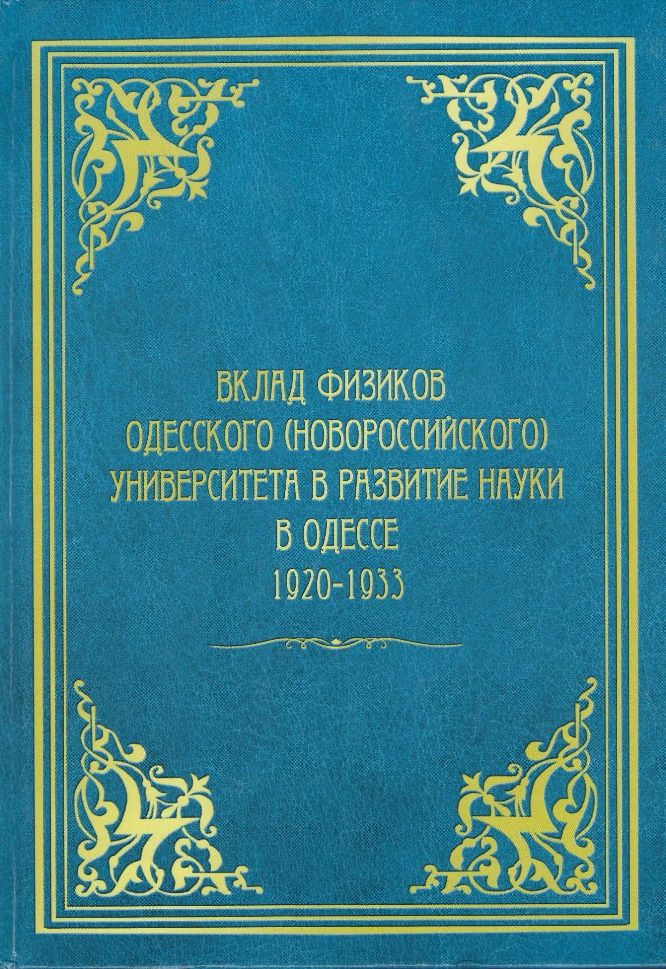 ВКЛАД ФИЗИКОВ
ОДЕССКОГО (НОВОРОССИЙСКОГО)
УНИВЕРСИТЕТА В РАЗВИТИЕ НАУКИ
В ОДЕССЕ
1920-1933